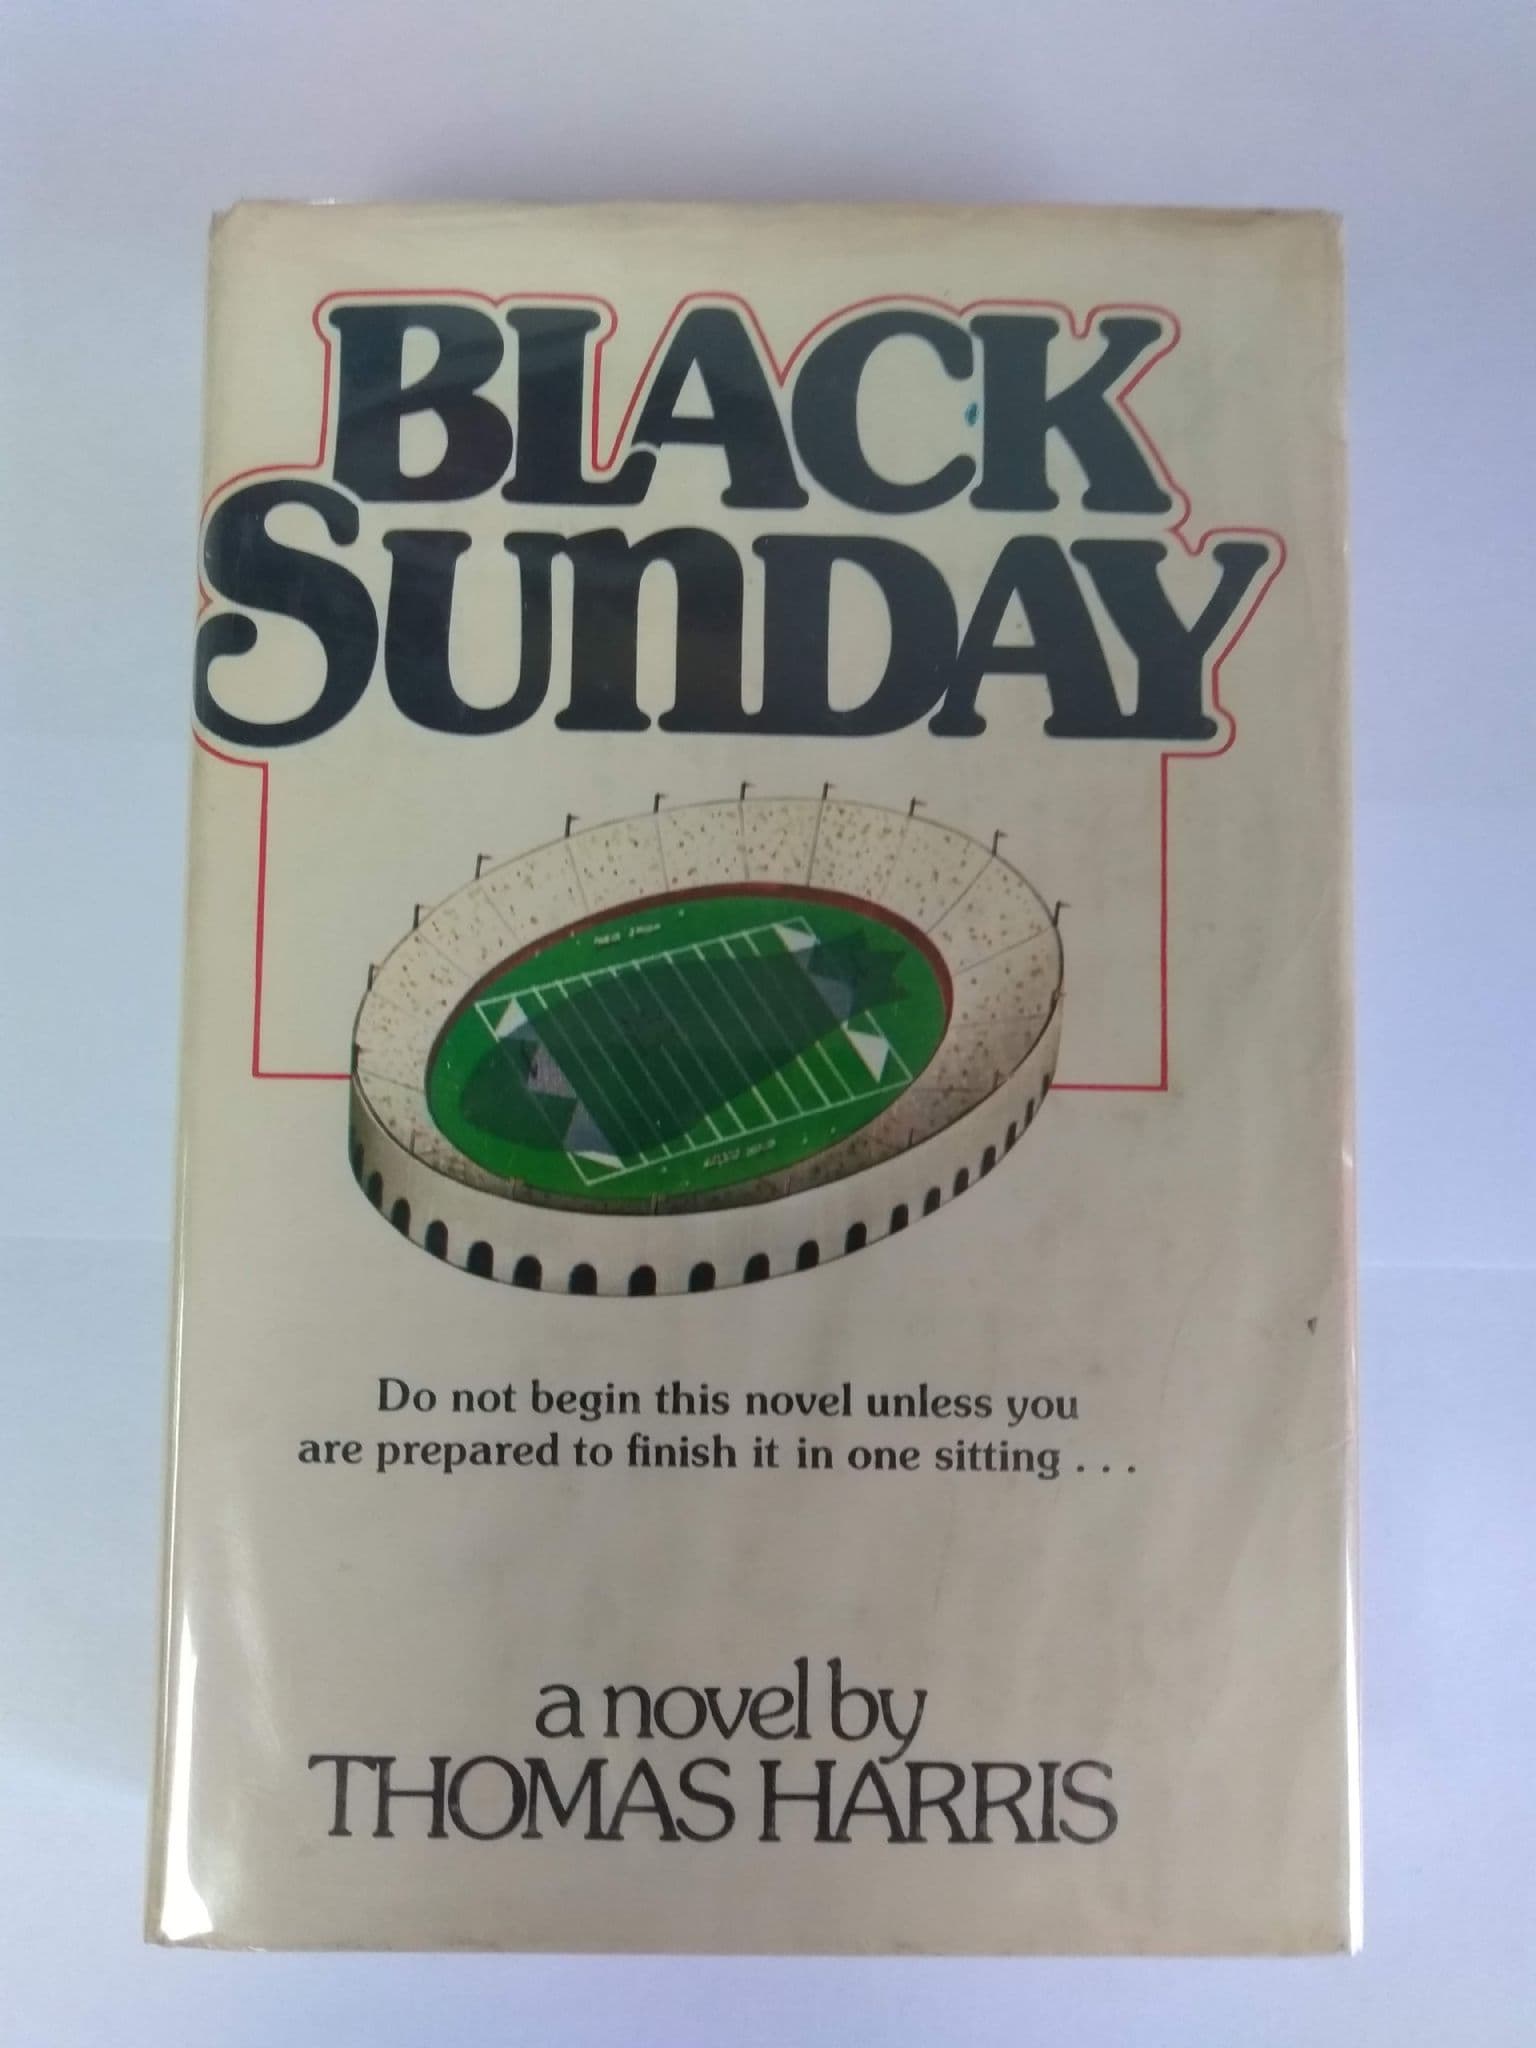 BLACK
SUNDAY
Do not begin this novel unless you
are prepared to finish it in one sitting . . .
a novel by
THOMAS HARRIS